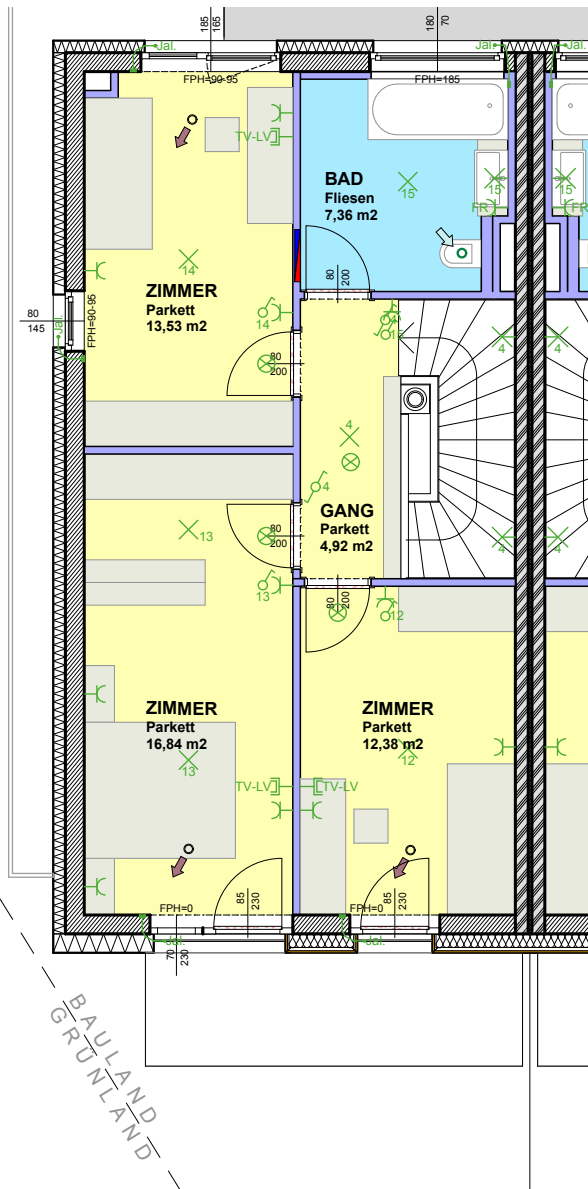 185
165
180
70
Jal.
Jal.
Jal.
FPH=90-95
FPH=185
TV-LV
BAD
Fliesen
7,36 m2
15
15
15
FR
FR
14
ZIMMER
Parkett
13,53 m2
80
200
80
145
Jal.
FPH=90-95
14
15
80
200
4
4
4
4
GANG
Parkett
4,92 m2
80
200
13
4
4
13
80
200
12
ZIMMER
Parkett
16,84 m2
ZIMMER
Parkett
12,38 m2
13
12
TV-LV
TV-LV
FPH=0
85
230
FPH=0
85
230
Jal.
Jal.
70
230
BAULAND
GRÜNLAND